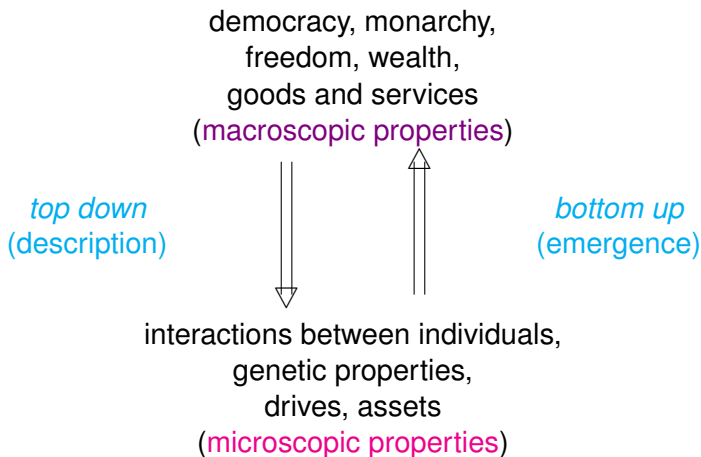 democracy, monarchy,
freedom, wealth,
goods and services
(macroscopic properties)
top down
(description)
bottom up
(emergence)
interactions between individuals,
genetic properties,
drives, assets
(microscopic properties)